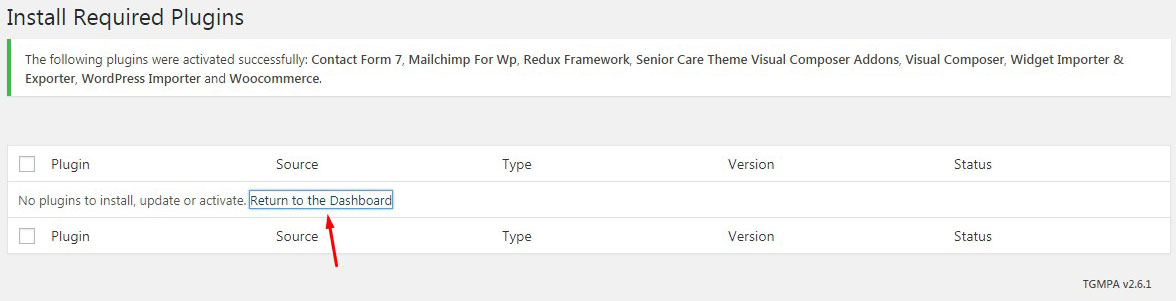 Install Required Plugins
The following plugins were activated successfully: Contact Form 7, Mailchimp For Wp, Redux Framework, Senior Care Theme Visual Composer Addons, Visual Composer, Widget Importer &
Exporter, WordPress Importer and Woocommerce.
Plugin Source Type Version Status
No plugins to install, update or activate. Return to the Dashboard
Plugin Source Type Version Status
TGMPA v2.6.1